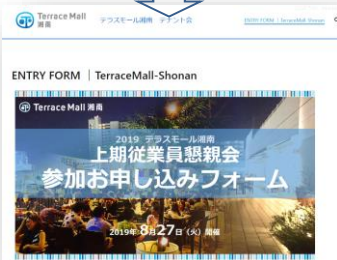 Terrace Mall
湘南
テラスモール湘南 テナント会
ENTRY FORM | TerraceMall-Shonan
ENTRY FORM | TerraceMall-Shonan
Terrace Mall 湘南
2019 テラスモール湘南
上期従業員懇親会
参加お申し込みフォーム
2019年 8月27日 (火) 開催